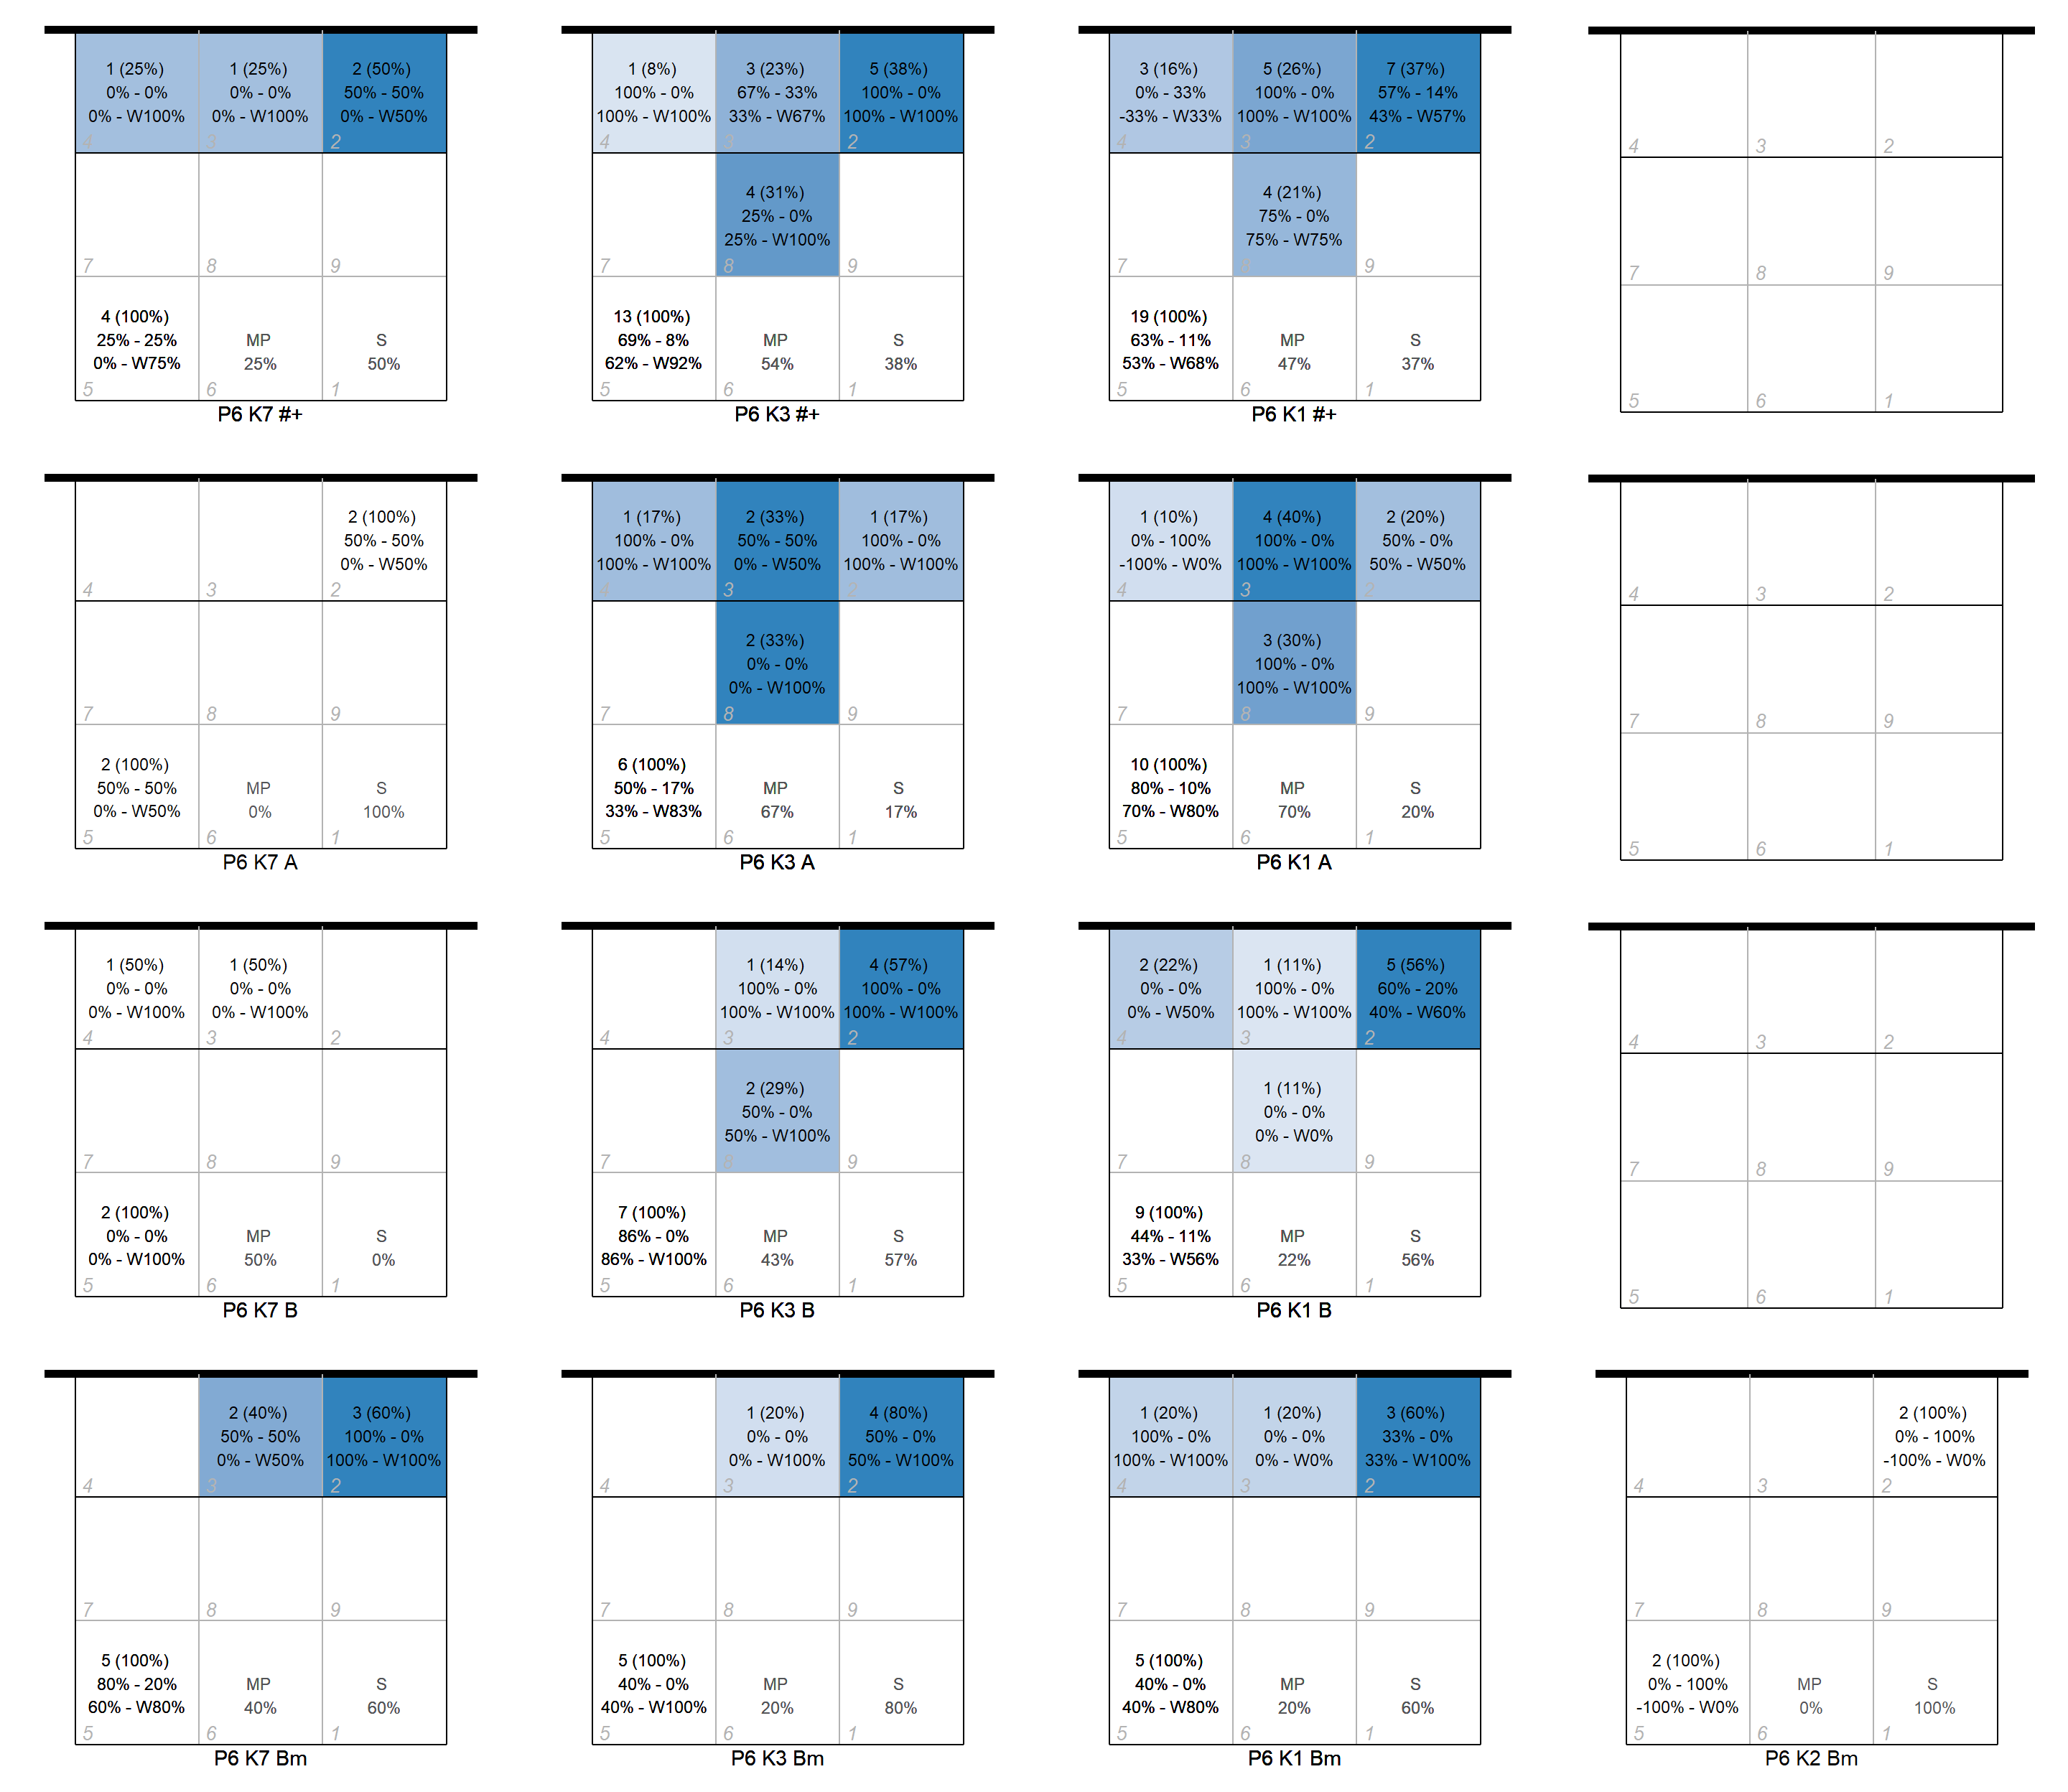 1 (25%)
0% - 0%
0% - W100%
4
1 (25%)
0% - 0%
0% - W100%
3
2 (50%)
50% - 50%
0% - W50%
2
7
8
9
4 (100%)
25% - 25%
0% - W75%
5
MP
25%
6
S
50%
1
P6 K7 #+
1 (8%)
100% - 0%
100% - W100%
4
3 (23%)
67% - 33%
33% - W67%
3
5 (38%)
100% - 0%
100% - W100%
2
7
4 (31%)
25% - 0%
25% - W100%
8
9
13 (100%)
69% - 8%
62% - W92%
5
MP
54%
6
S
38%
1
P6 K3 #+
3 (16%)
0% - 33%
-33% - W33%
4
5 (26%)
100% - 0%
100% - W100%
3
7 (37%)
57% - 14%
43% - W57%
2
7
4 (21%)
75% - 0%
75% - W75%
8
9
19 (100%)
63% - 11%
53% - W68%
5
MP
47%
6
S
37%
1
P6 K1 #+
4
3
2
7
8
9
5
6
1
4
3
2 (100%)
50% - 50%
0% - W50%
2
7
8
9
2 (100%)
50% - 50%
0% - W50%
5
MP
0%
6
S
100%
1
P6 K7 A
1 (17%)
100% - 0%
100% - W100%
4
2 (33%)
50% - 50%
0% - W50%
3
1 (17%)
100% - 0%
100% - W100%
2
7
2 (33%)
0% - 0%
0% - W100%
8
9
6 (100%)
50% - 17%
33% - W83%
5
MP
67%
6
S
17%
1
P6 K3 A
1 (10%)
0% - 100%
-100% - W0%
4
4 (40%)
100% - 0%
100% - W100%
3
2 (20%)
50% - 0%
50% - W50%
2
7
3 (30%)
100% - 0%
100% - W100%
8
9
10 (100%)
80% - 10%
70% - W80%
5
MP
70%
6
S
20%
1
P6 K1 A
4
3
2
7
8
9
5
6
1
1 (50%)
0% - 0%
0% - W100%
4
1 (50%)
0% - 0%
0% - W100%
3
2
7
8
9
2 (100%)
0% - 0%
0% - W100%
5
MP
50%
6
S
0%
1
P6 K7 B
4
1 (14%)
100% - 0%
100% - W100%
3
4 (57%)
100% - 0%
100% - W100%
2
7
2 (29%)
50% - 0%
50% - W100%
8
9
7 (100%)
86% - 0%
86% - W100%
5
MP
43%
6
S
57%
1
P6 K3 B
2 (22%)
0% - 0%
0% - W50%
4
1 (11%)
100% - 0%
100% - W100%
3
5 (56%)
60% - 20%
40% - W60%
2
7
1 (11%)
0% - 0%
0% - W0%
8
9
9 (100%)
44% - 11%
33% - W56%
5
MP
22%
6
S
56%
1
P6 K1 B
4
3
2
7
8
9
5
6
1
4
2 (40%)
50% - 50%
0% - W50%
3
3 (60%)
100% - 0%
100% - W100%
2
7
8
9
5 (100%)
80% - 20%
60% - W80%
5
MP
40%
6
S
60%
1
P6 K7 Bm
4
1 (20%)
0% - 0%
0% - W100%
3
4 (80%)
50% - 0%
50% - W100%
2
7
8
9
5 (100%)
40% - 0%
40% - W100%
5
MP
20%
6
S
80%
1
P6 K3 Bm
1 (20%)
100% - 0%
100% - W100%
4
1 (20%)
0% - 0%
0% - W0%
3
3 (60%)
33% - 0%
33% - W100%
2
7
8
9
5 (100%)
40% - 0%
40% - W80%
5
MP
20%
6
S
60%
1
P6 K1 Bm
4
3
2 (100%)
0% - 100%
-100% - W0%
2
7
8
9
2 (100%)
0% - 100%
-100% - W0%
5
MP
0%
6
S
100%
1
P6 K2 Bm